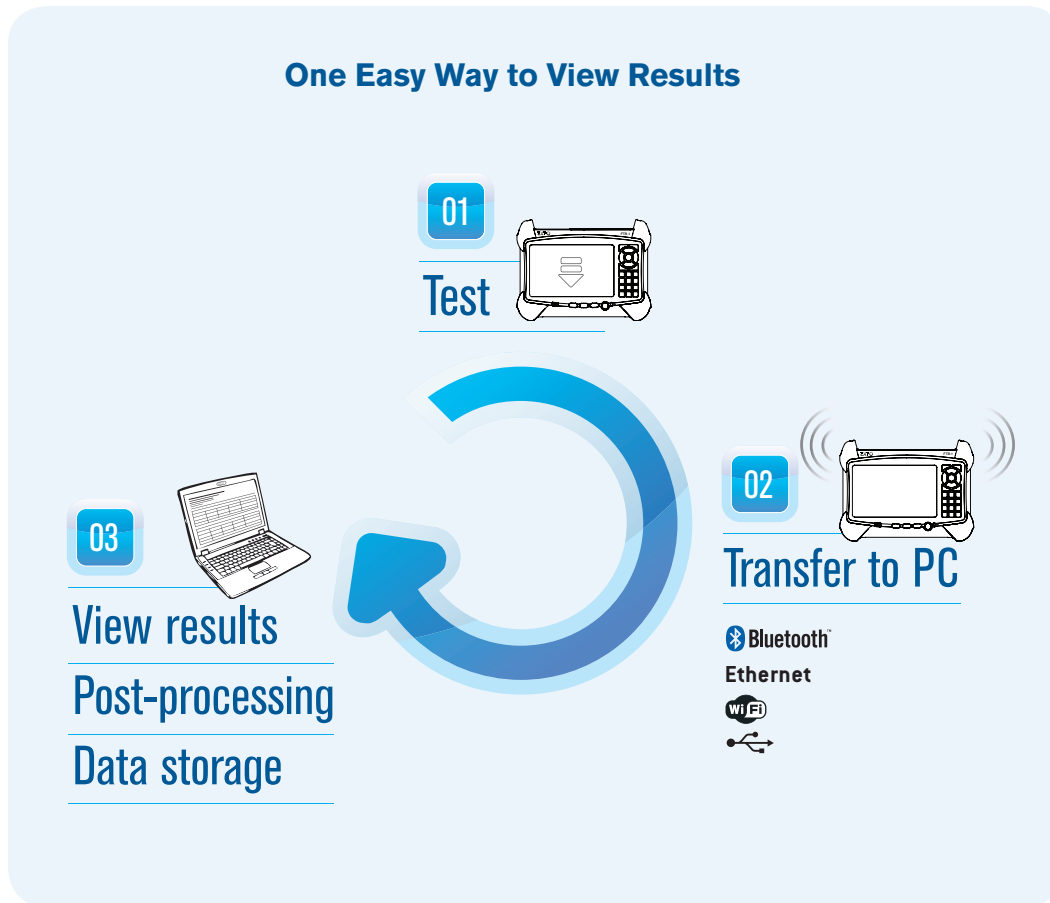 One Easy Way to View Results
01
Test
02
Transfer to PC
Bluetooth™
Ethernet
Wi Fi
03
View results
Post-processing
Data storage